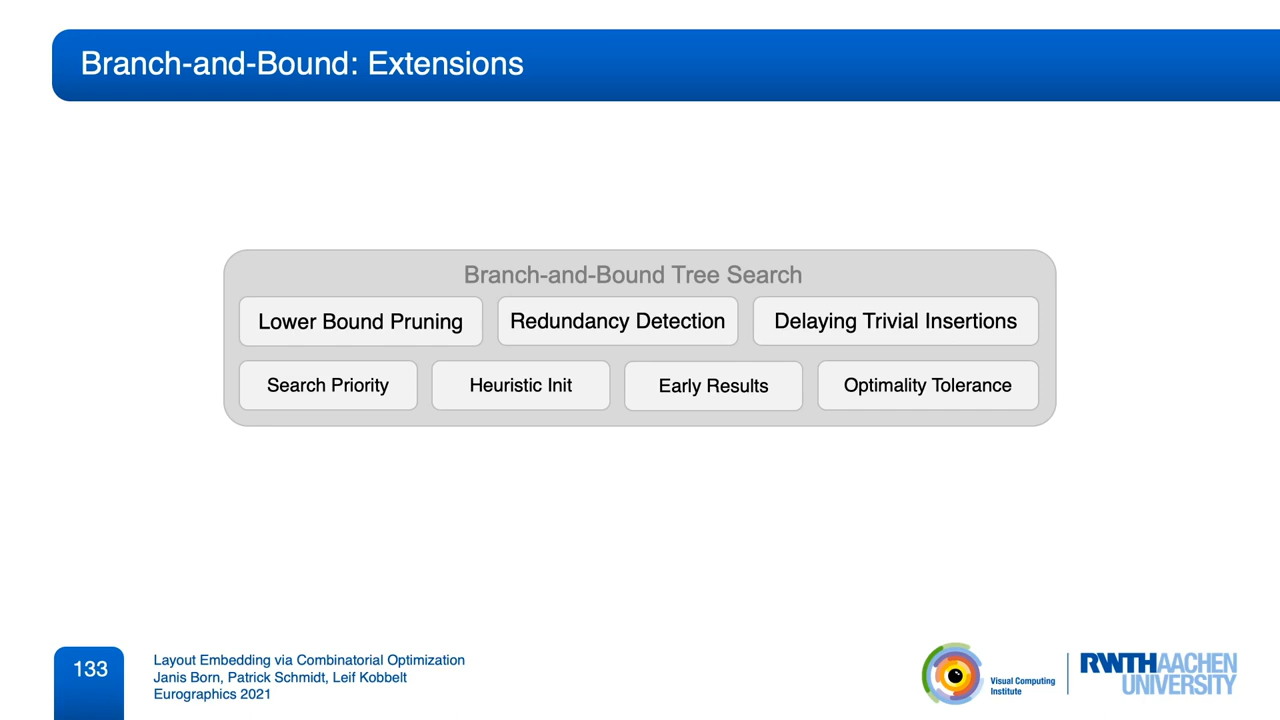 Branch-and-Bound: Extensions
Branch-and-Bound Tree Search
Lower Bound Pruning
Redundancy Detection
Delaying Trivial Insertions
Search Priority
Heuristic Init
Early Results
Optimality Tolerance
133
Layout Embedding via Combinatorial Optimization
Janis Born, Patrick Schmidt, Leif Kobbelt
Eurographics 2021
Visual Computing
Institute
RWTHAACHEN
UNIVERSITY